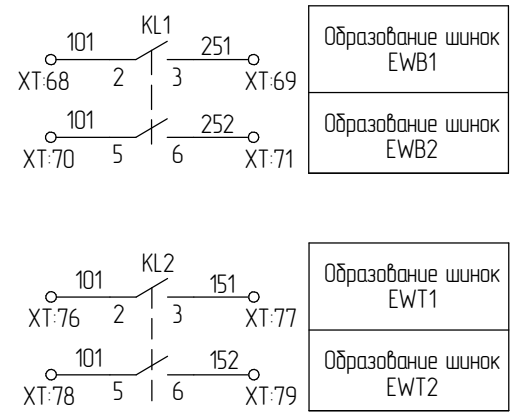 KL1
101 251
XT:68 2 3 XT:69
Образование шинок
EWB1
101 252
XT:70 5 6 XT:71
Образование шинок
EWB2
KL2
101 151
XT:76 2 3 XT:77
Образование шинок
EWT1
101 152
XT:78 5 6 XT:79
Образование шинок
EWT2